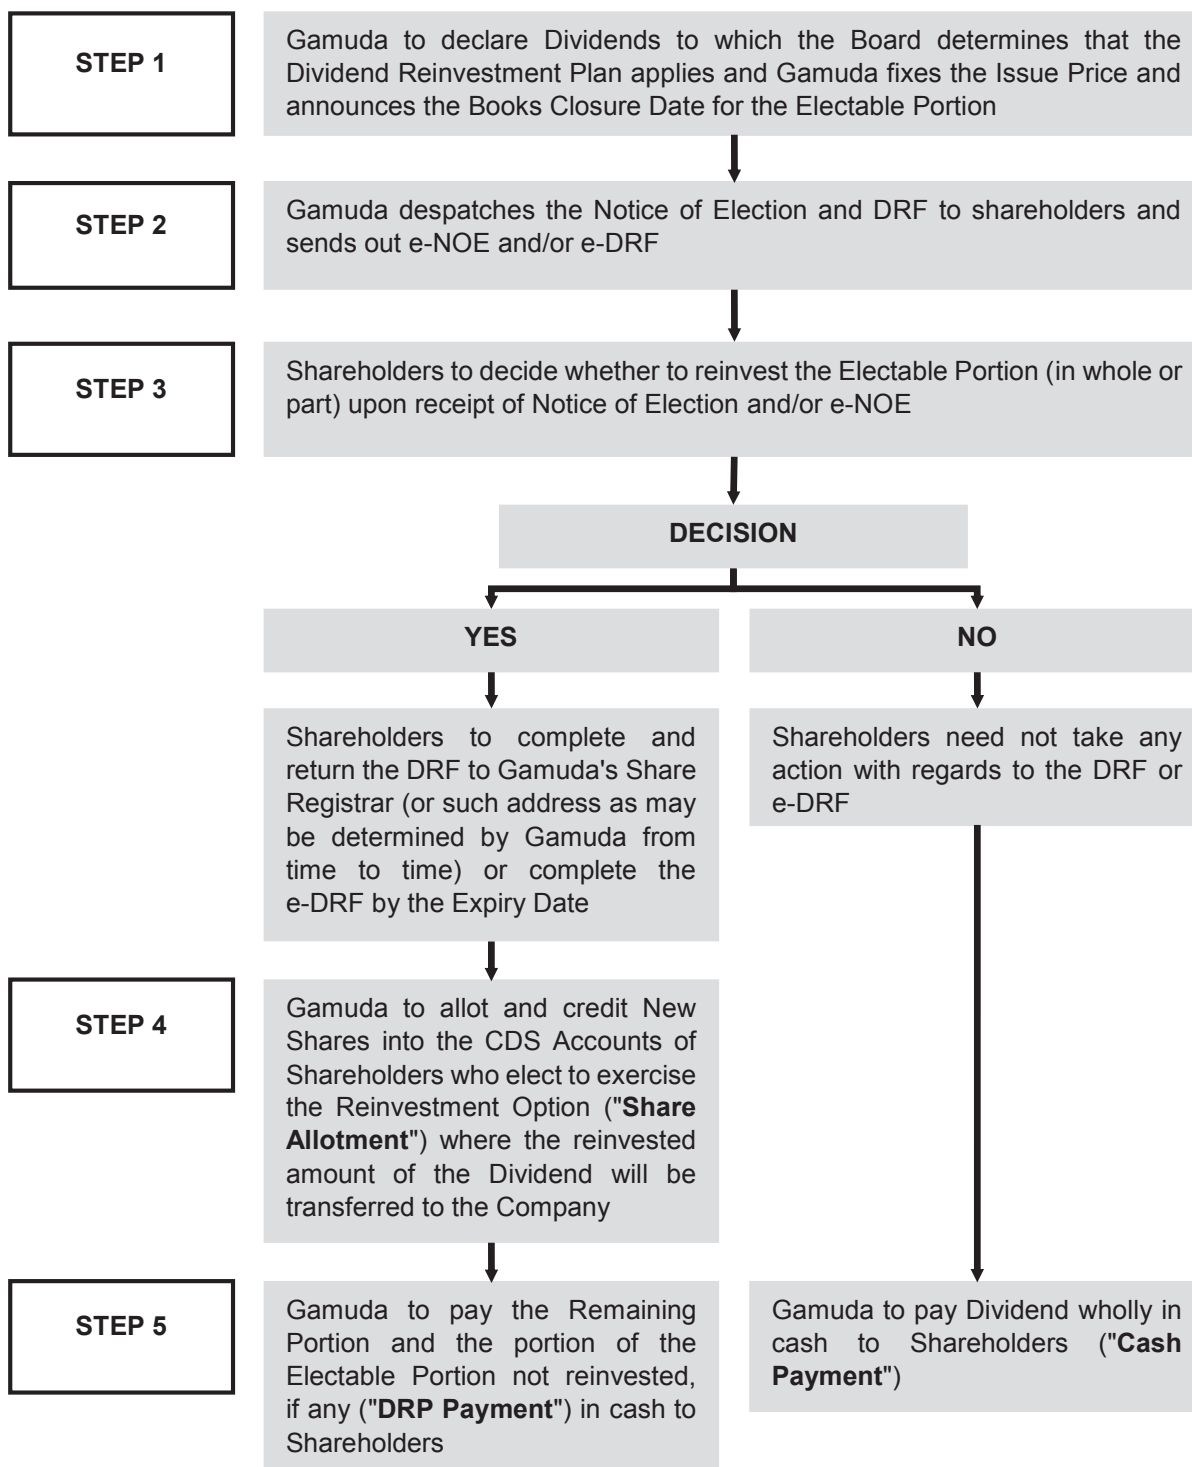 STEP 1
Gamuda to declare Dividends to which the Board determines that the
Dividend Reinvestment Plan applies and Gamuda fixes the Issue Price and
announces the Books Closure Date for the Electable Portion
STEP 2
Gamuda despatches the Notice of Election and DRF to shareholders and
sends out e-NOE and/or e-DRF
STEP 3
Shareholders to decide whether to reinvest the Electable Portion (in whole or
part) upon receipt of Notice of Election and/or e-NOE
DECISION
YES
NO
Shareholders to complete and
return the DRF to Gamuda's Share
Registrar (or such address as may
be determined by Gamuda from
time to time) or complete the
e-DRF by the Expiry Date
Shareholders need not take any
action with regards to the DRF or
e-DRF
STEP 4
Gamuda to allot and credit New
Shares into the CDS Accounts of
Shareholders who elect to exercise
the Reinvestment Option ("Share
Allotment") where the reinvested
amount of the Dividend will be
transferred to the Company
STEP 5
Gamuda to pay the Remaining
Portion and the portion of the
Electable Portion not reinvested,
if any ("DRP Payment") in cash to
Shareholders
Gamuda to pay Dividend wholly in
cash to Shareholders ("Cash
Payment")